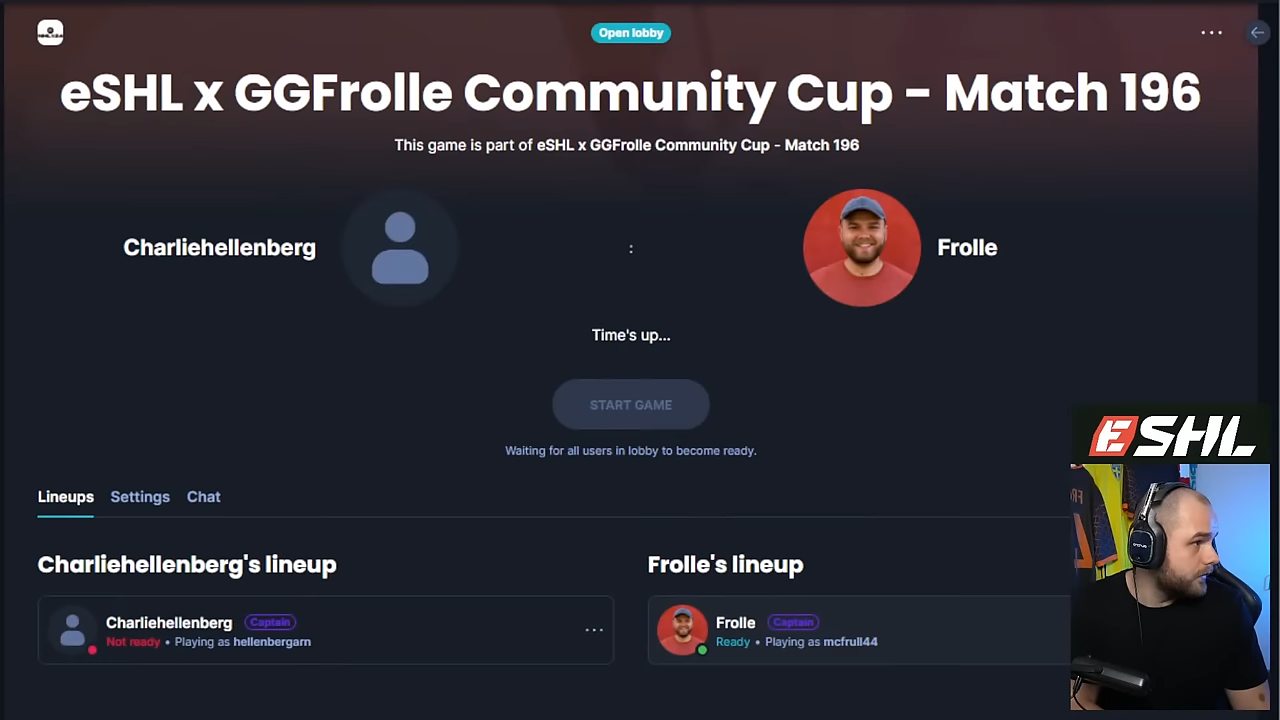 Open lobby
eSHL x GGFrolle Community Cup - Match 196
This game is part of eSHL x GGFrolle Community Cup - Match 196
Charliehellenberg
:
Frolle
Time's up...
START GAME
Waiting for all users in lobby to become ready.
Lineups Settings Chat
ESHL
Charliehellenberg's lineup
Frolle's lineup
Charliehellenberg Captain
Not ready • Playing as hellenbergarn
Frolle Captain
Ready • Playing as mcfrull44